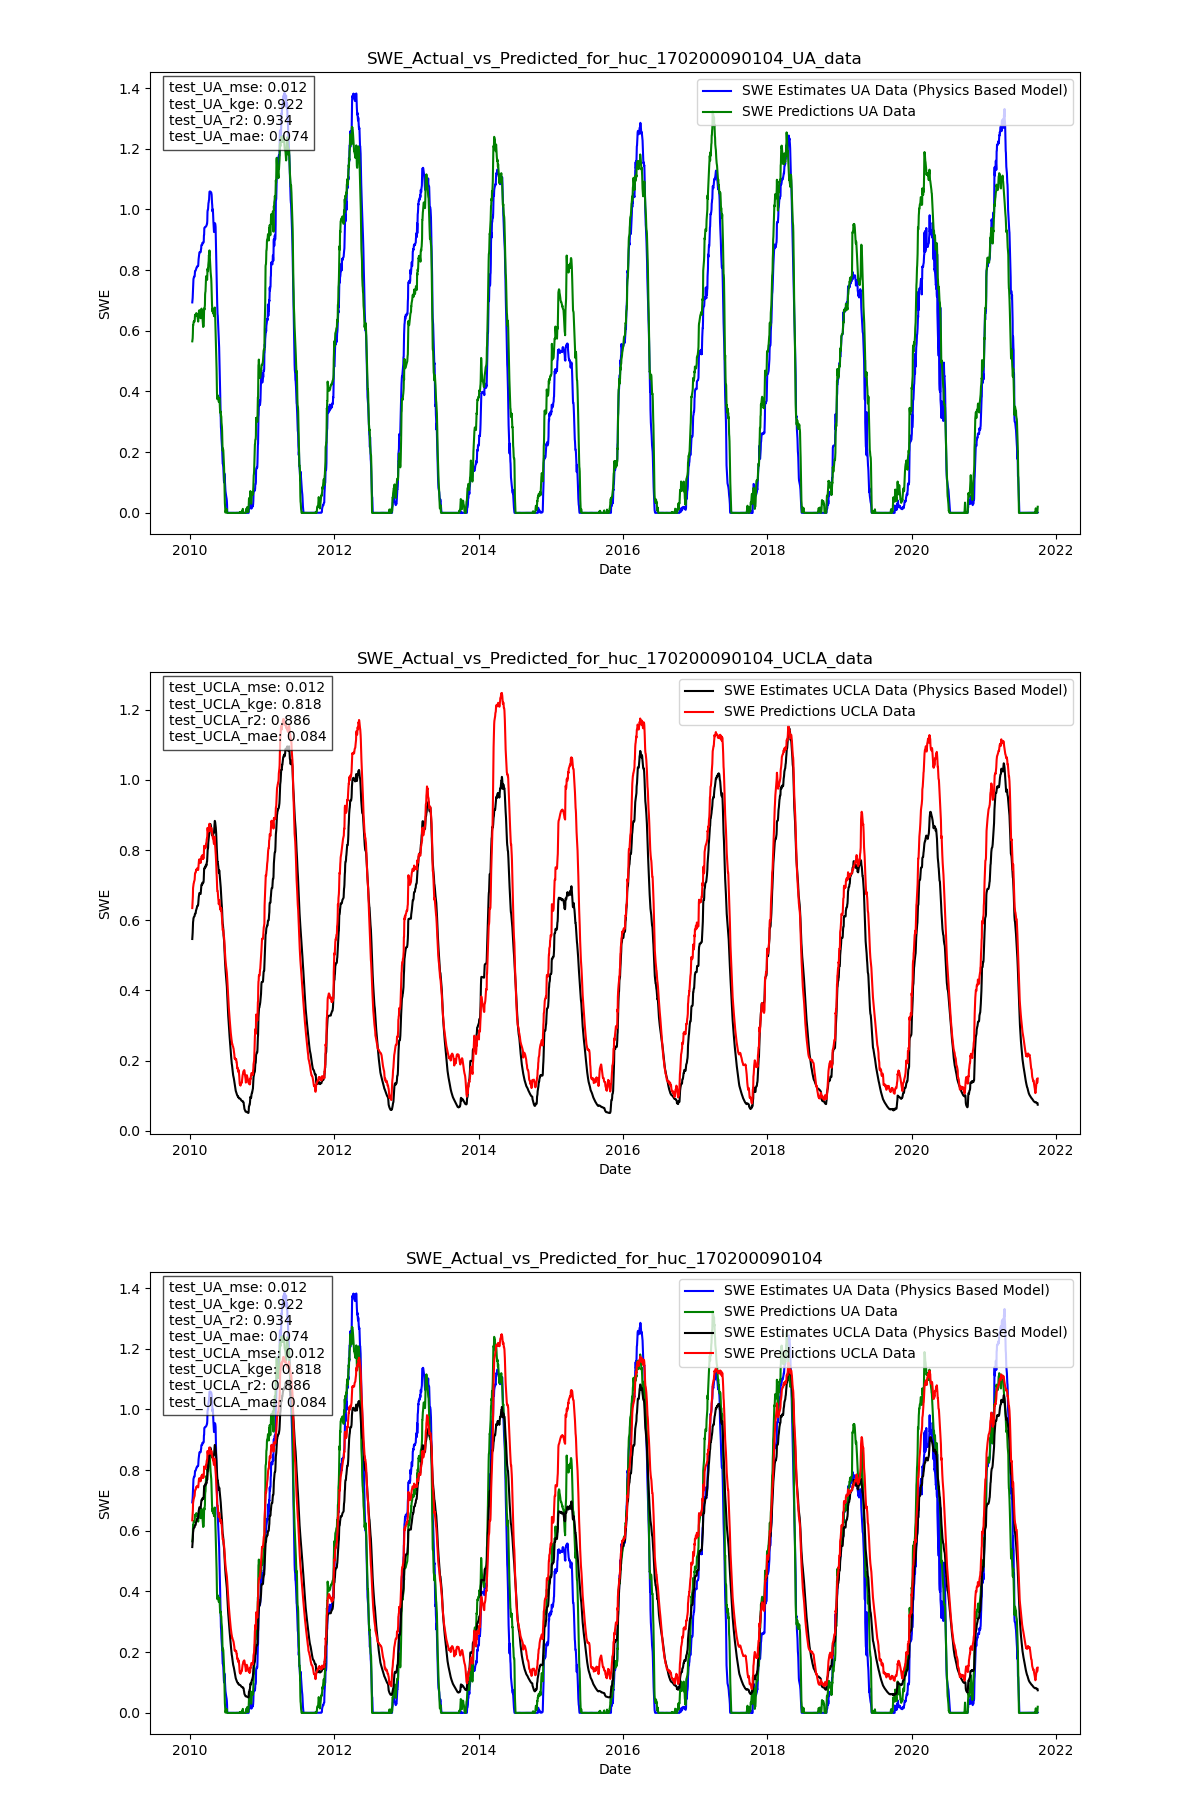 SWE_Actual_vs_Predicted_for_huc_170200090104_UA_data
test_UA_mse: 0.012
test_UA_kge: 0.922
test_UA_r2: 0.934
test_UA_mae: 0.074
SWE Estimates UA Data (Physics Based Model)
SWE Predictions UA Data
1.4
1.2
1.0
0.8
0.6
0.4
0.2
0.0
SWE
2010 2012 2014 2016 2018 2020 2022
Date
SWE_Actual_vs_Predicted_for_huc_170200090104_UCLA_data
test_UCLA_mse: 0.012
test_UCLA_kge: 0.818
test_UCLA_r2: 0.886
test_UCLA_mae: 0.084
SWE Estimates UCLA Data (Physics Based Model)
SWE Predictions UCLA Data
1.2
1.0
0.8
0.6
0.4
0.2
0.0
SWE
2010 2012 2014 2016 2018 2020 2022
Date
SWE_Actual_vs_Predicted_for_huc_170200090104
test_UA_mse: 0.012
test_UA_kge: 0.922
test_UA_r2: 0.934
test_UA_mae: 0.074
test_UCLA_mse: 0.012
test_UCLA_kge: 0.818
test_UCLA_r2: 0.886
test_UCLA_mae: 0.084
SWE Estimates UA Data (Physics Based Model)
SWE Predictions UA Data
SWE Estimates UCLA Data (Physics Based Model)
SWE Predictions UCLA Data
1.4
1.2
1.0
0.8
0.6
0.4
0.2
0.0
SWE
2010 2012 2014 2016 2018 2020 2022
Date